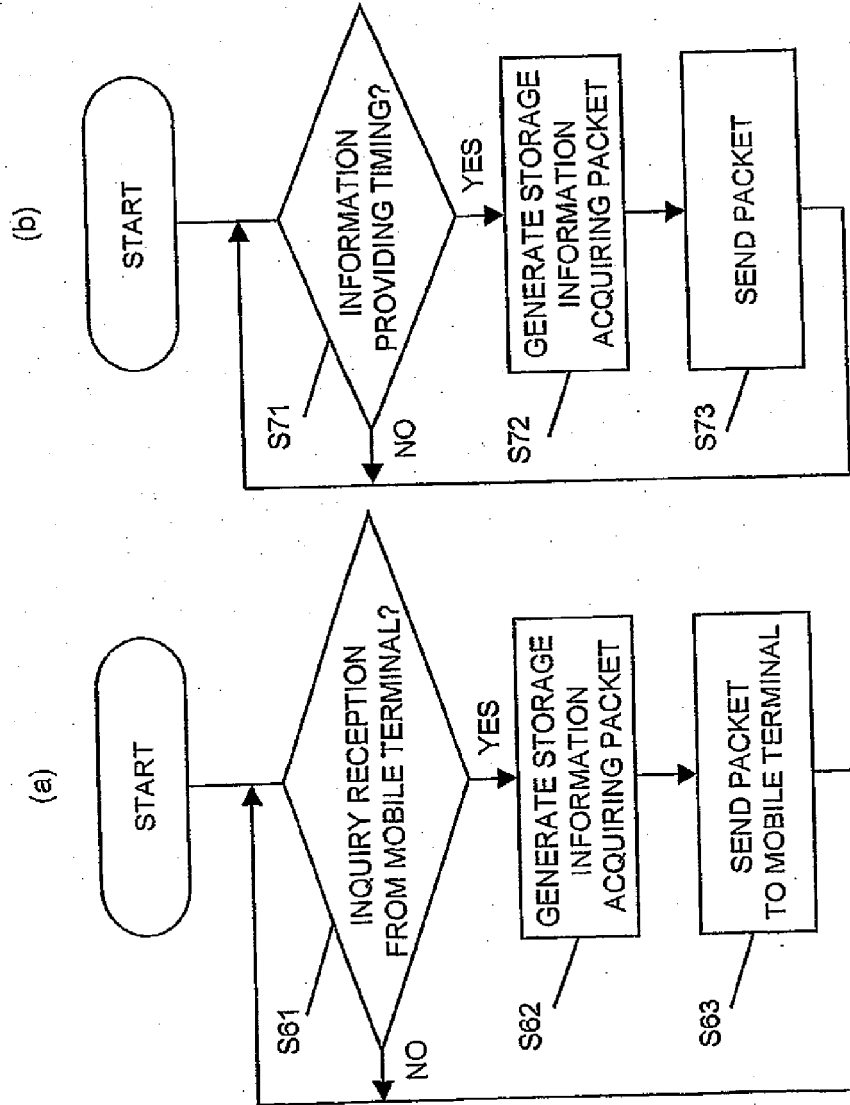 (a)
START
S61
INQUIRY RECEPTION
FROM MOBILE TERMINAL?
NO
YES
S62
GENERATE STORAGE
INFORMATION
ACQUIRING PACKET
S63
SEND PACKET
TO MOBILE TERMINAL
(b)
START
S71
INFORMATION
PROVIDING TIMING?
NO
YES
S72
GENERATE STORAGE
INFORMATION
ACQUIRING PACKET
S73
SEND PACKET